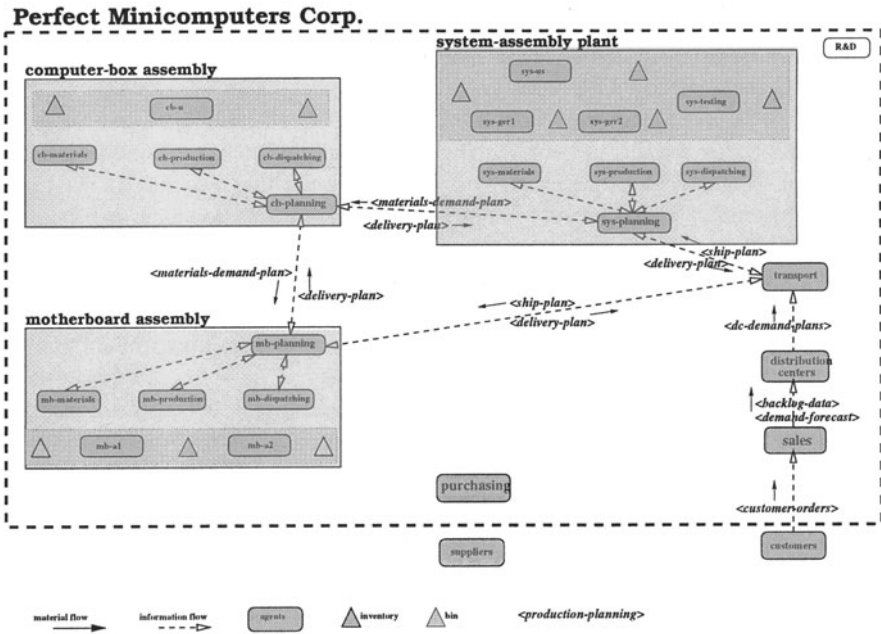 Perfect Minicomputers Corp.
system-assembly plant
R&D
computer-box assembly
sys-us
cb-a
sys-testing
sys-ger1
sys-ger2
cb-materials
cb-production
cb-dispatching
sys-materials
sys-production
sys-dispatching
cb-planning
<materials-demand-plan>
<delivery-plan>
sys-planning
<ship-plan>
<delivery-plan>
transport
<materials-demand-plan>
<delivery-plan>
<ship-plan>
<delivery-plan>
<dc-demand-plans>
motherboard assembly
mb-planning
distribution
centers
mb-materials
mb-production
mb-dispatching
<backlog-data>
<demand-forecast>
mb-a1
mb-a2
sales
purchasing
<customer-orders>
suppliers
customers
material flow
information flow
agents
inventory
bin
<production-planning>